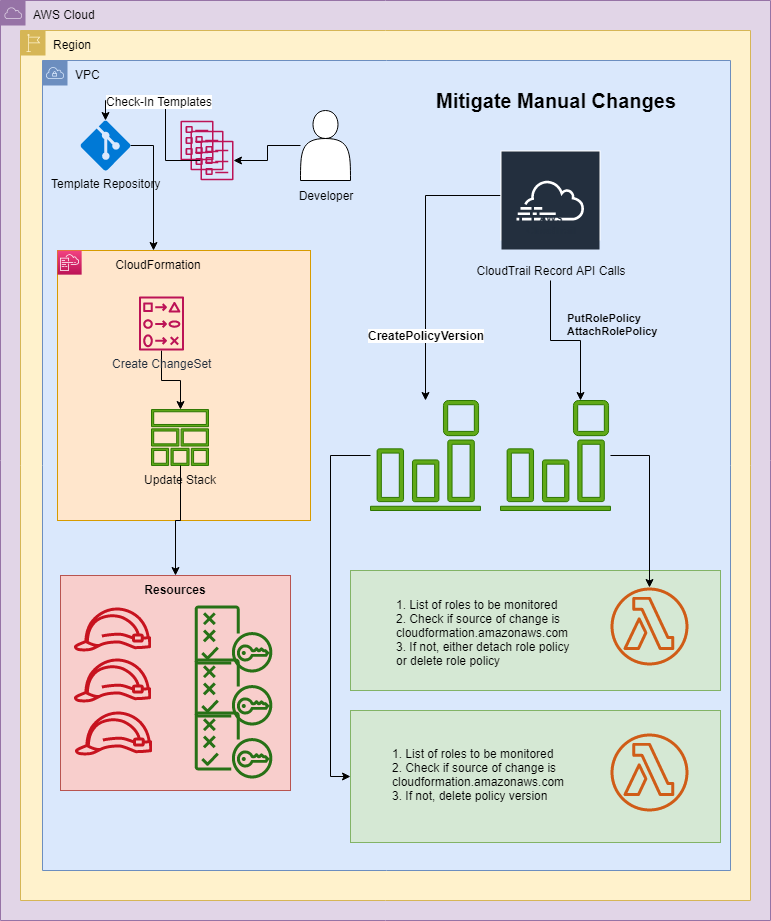 AWS Cloud
Region
VPC
Check-In Templates
Mitigate Manual Changes
Template Repository
Developer
AWS
CloudFormation
CloudTrail Record API Calls
PutRolePolicy
AttachRolePolicy
CreatePolicyVersion
Create ChangeSet
Update Stack
Resources
1. List of roles to be monitored
2. Check if source of change is
cloudformation.amazonaws.com
3. If not, either detach role policy
or delete role policy
1. List of roles to be monitored
2. Check if source of change is
cloudformation.amazonaws.com
3. If not, delete policy version